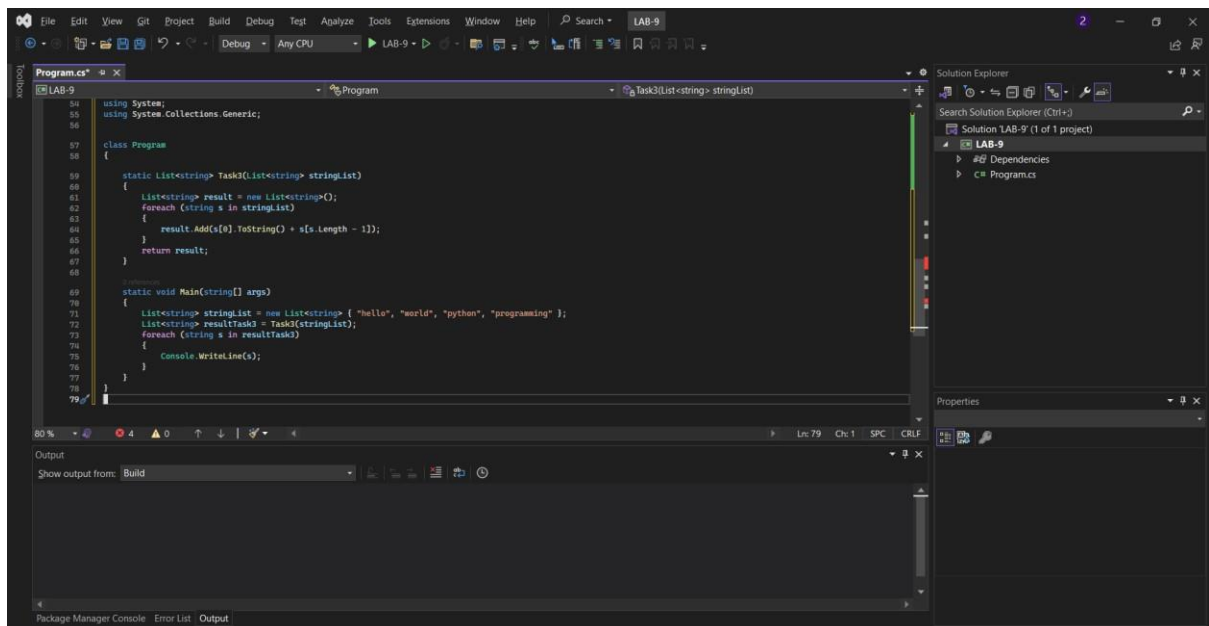 File Edit View Git Project Build Debug Test Analyze Tools Extensions Window Help Search LAB-9 2
Debug Any CPU LAB-9
Toolbox
Program.cs*
LAB-9 Program Task3(List<string> stringList)
54 using System;
55 using System.Collections.Generic;
56
57 class Program
58 {
59 static List<string> Task3(List<string> stringList)
60 {
61 List<string> result = new List<string>();
62 foreach (string s in stringList)
63 {
64 result.Add(s[0].ToString() + s[s.Length - 1]);
65 }
66 return result;
67 }
68
69 static void Main(string[] args)
70 {
71 List<string> stringList = new List<string> { "hello", "world", "python", "programming" };
72 List<string> resultTask3 = Task3(stringList);
73 foreach (string s in resultTask3)
74 {
75 Console.WriteLine(s);
76 }
77 }
78 }
79
80 % 4 0 Ln: 79 Ch: 1 SPC CRLF
Output
Show output from: Build
Package Manager Console Error List Output
Solution Explorer
Search Solution Explorer (Ctrl+;)
Solution 'LAB-9' (1 of 1 project)
C# LAB-9
Dependencies
C# Program.cs
Properties